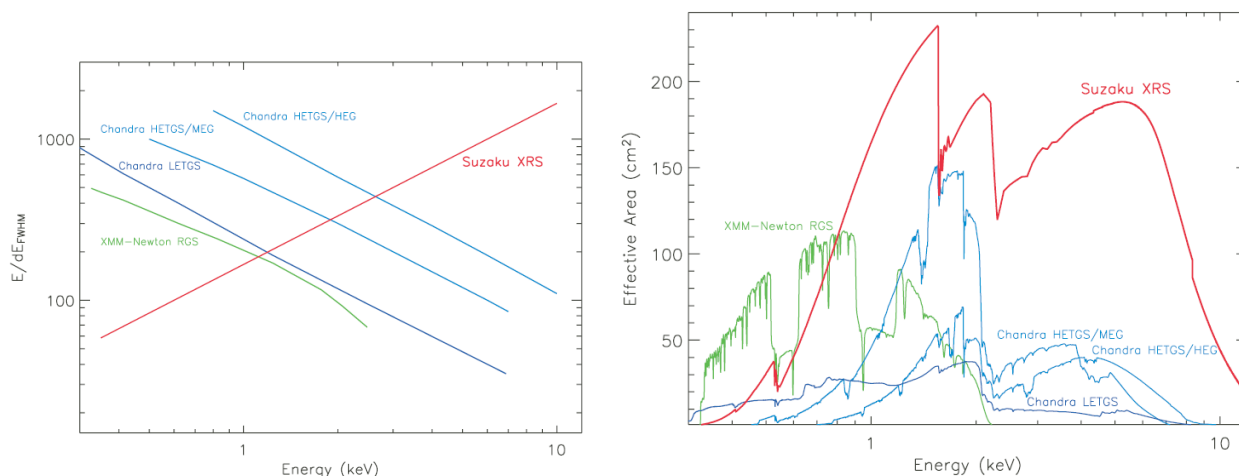 1000
100
E/dE_FWHM
Chandra HETGS/HEG
Chandra HETGS/MEG
Chandra LETGS
Suzaku XRS
XMM-Newton RGS
1
10
Energy (keV)
200
150
100
50
Effective Area (cm²)
Suzaku XRS
XMM-Newton RGS
Chandra HETGS/MEG
Chandra HETGS/HEG
Chandra LETGS
1
10
Energy (keV)